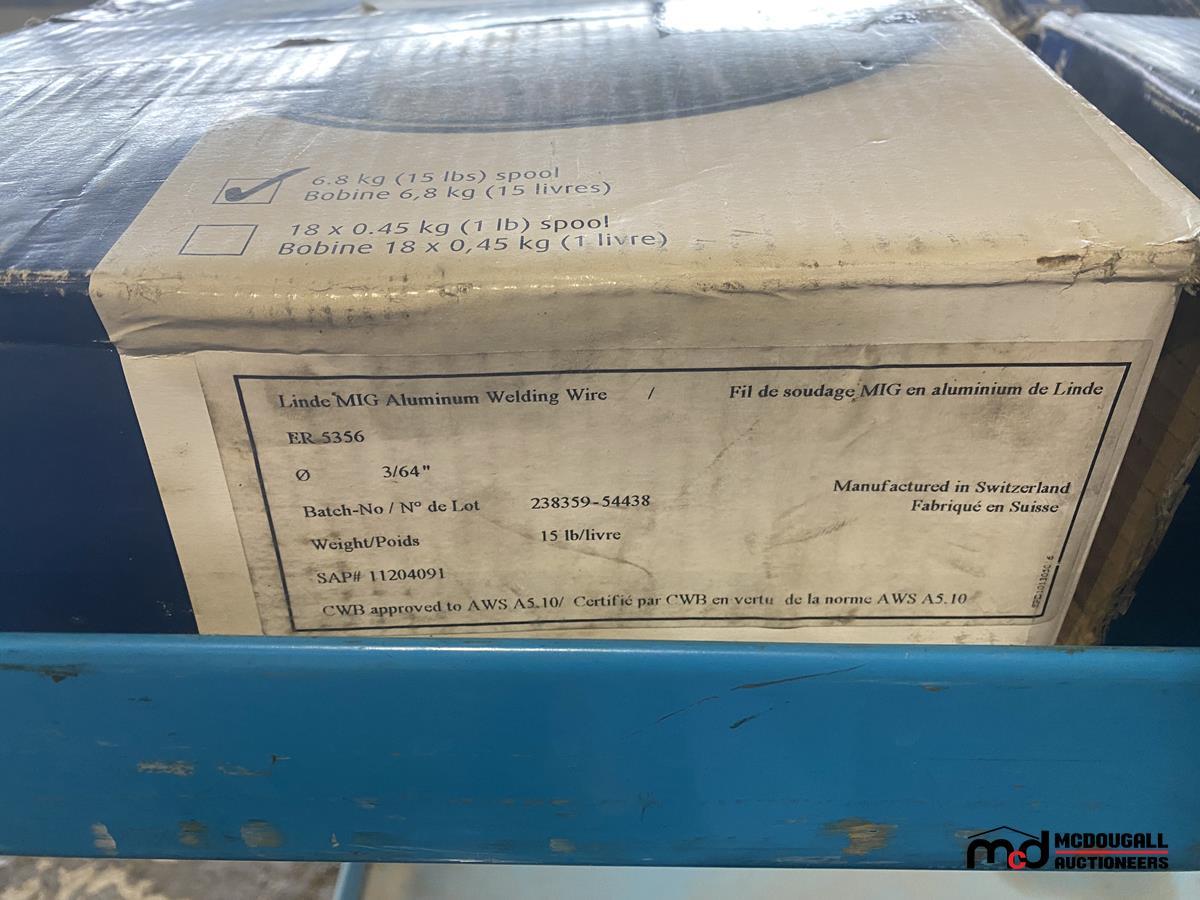 6.8 kg (15 lbs) spool
Bobine 6,8 kg (15 livres)
18 x 0.45 kg (1 lb) spool
Bobine 18 x 0,45 kg (1 livre)
Linde MIG Aluminum Welding Wire / Fil de soudage MIG en aluminium de Linde
ER 5356
Ø 3/64"
Batch-No / Nº de Lot 238359-54438
Manufactured in Switzerland
Fabriqué en Suisse
Weight/Poids 15 lb/livre
SAP# 11204091
CWB approved to AWS A5.10/ Certifié par CWB en vertu de la norme AWS A5.10
mcd MCDOUGALL
AUCTIONEERS